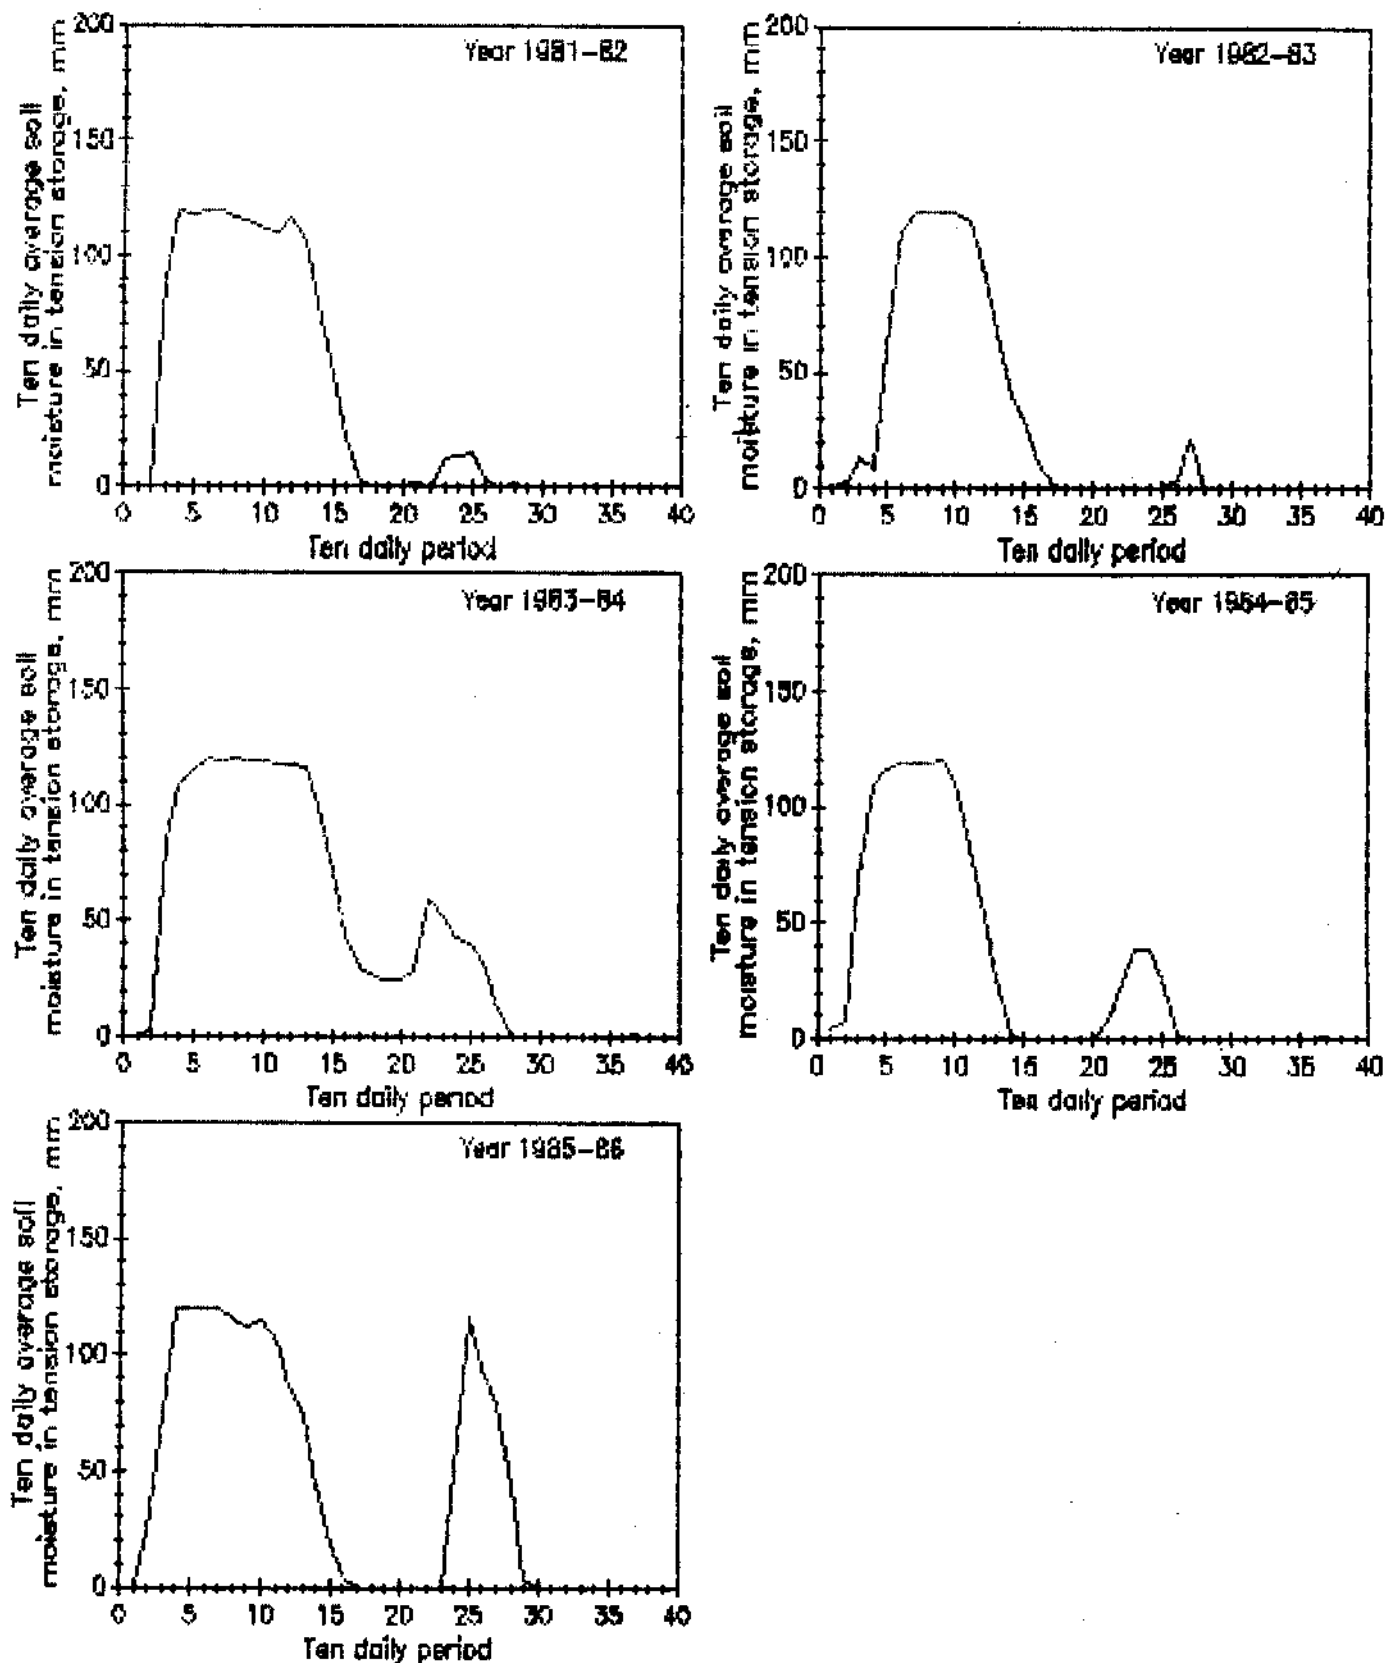 200
150
100
50
0
Ten daily average soil
moisture in tension storage, mm
Year 1981-82
0 5 10 15 20 25 30 35 40
Ten daily period
200
150
100
50
0
Ten daily average soil
moisture in tension storage, mm
Year 1982-83
0 5 10 15 20 25 30 35 40
Ten daily period
200
150
100
50
0
Ten daily average soil
moisture in tension storage, mm
Year 1983-84
0 5 10 15 20 25 30 35 40
Ten daily period
200
150
100
50
0
Ten daily average soil
moisture in tension storage, mm
Year 1984-85
0 5 10 15 20 25 30 35 40
Ten daily period
200
150
100
50
0
Ten daily average soil
moisture in tension storage, mm
Year 1985-86
0 5 10 15 20 25 30 35 40
Ten daily period